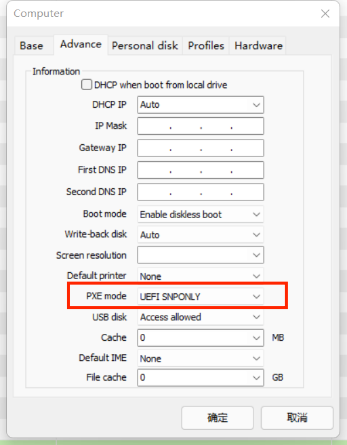 Computer
Base Advance Personal disk Profiles Hardware
Information
DHCP when boot from local drive
DHCP IP Auto
IP Mask . . .
Gateway IP . . .
First DNS IP . . .
Second DNS IP . . .
Boot mode Enable diskless boot
Write-back disk Auto
Screen resolution
Default printer None
PXE mode UEFI SNPONLY
USB disk Access allowed
Cache 0 MB
Default IME None
File cache 0 GB
确定 取消